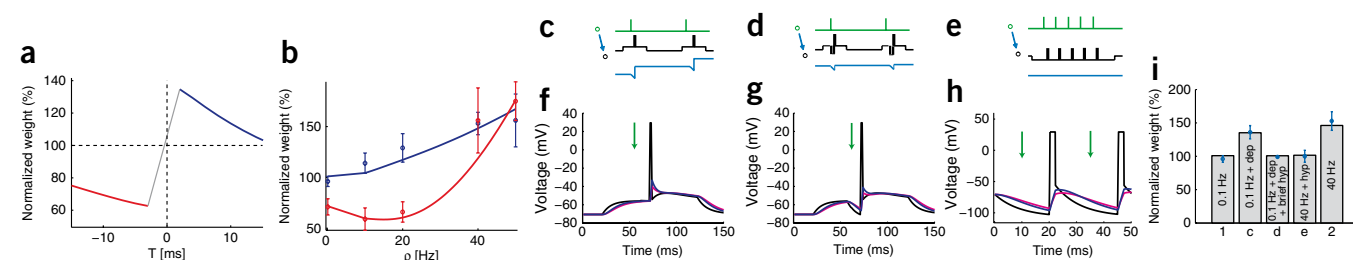 a
Normalized weight (%)
140
120
100
80
60
−10
0
10
T [ms]
b
Normalized weight (%)
150
100
50
0
20
40
ρ [Hz]
c
d
e
f
Voltage (mV)
40
20
0
−20
−40
−60
−80
0
50
100
150
Time (ms)
g
Voltage (mV)
40
20
0
−20
−40
−60
−80
0
50
100
150
Time (ms)
h
Voltage (mV)
50
0
−50
−100
0
10
20
30
40
50
Time (ms)
i
Normalized weight (%)
200
150
100
50
0
0.1 Hz
0.1 Hz + dep
0.1 Hz + dep
+ brief hyp
40 Hz + hyp
40 Hz
1
c
d
e
2